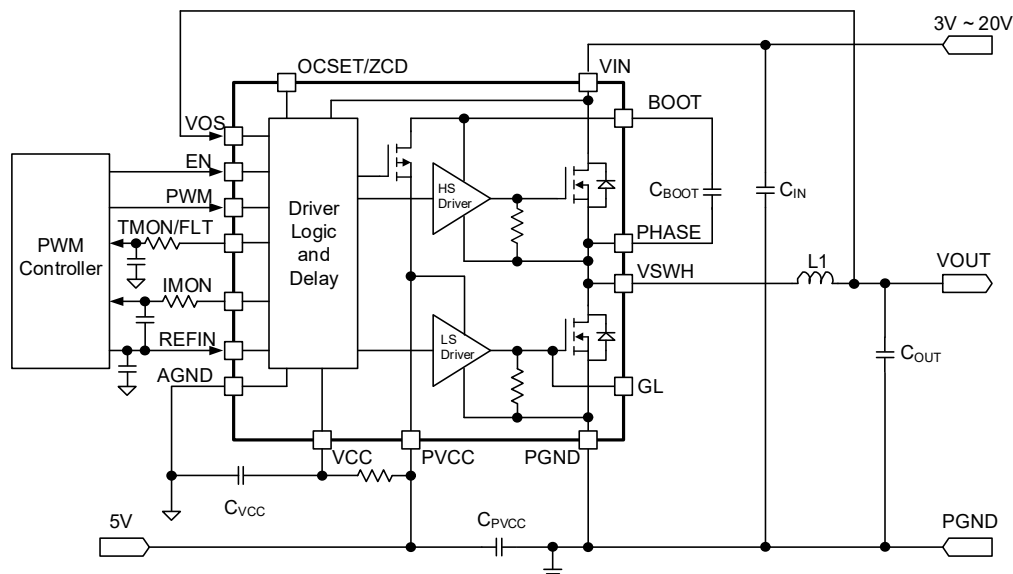 3V ~ 20V
OCSET/ZCD
VIN
BOOT
VOS
EN
PWM
TMON/FLT
IMON
REFIN
AGND
PWM
Controller
Driver
Logic
and
Delay
HS
Driver
LS
Driver
CBOOT
CIN
PHASE
VSWH
L1
VOUT
COUT
GL
VCC
PVCC
PGND
CVCC
5V
CPVCC
PGND